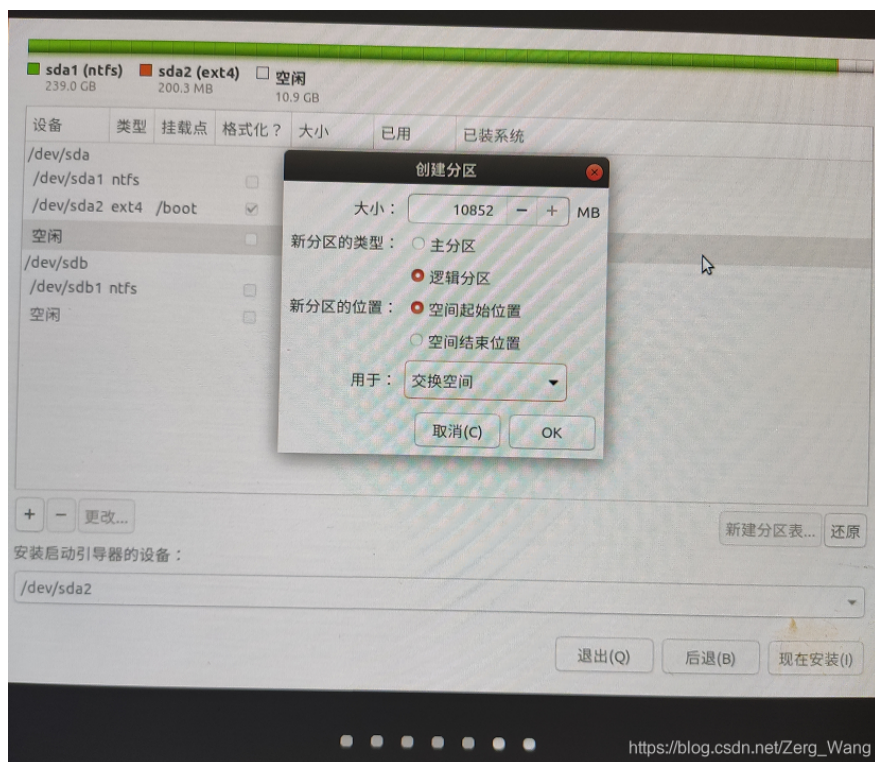 sda1 (ntfs) sda2 (ext4) 空闲
239.0 GB 200.3 MB 10.9 GB
设备 类型 挂载点 格式化？ 大小 已用 已装系统
/dev/sda
/dev/sda1 ntfs
/dev/sda2 ext4 /boot
空闲
/dev/sdb
/dev/sdb1 ntfs
空闲
创建分区
大小： 10852 − + MB
新分区的类型： 主分区
逻辑分区
新分区的位置： 空间起始位置
空间结束位置
用于： 交换空间
取消(C) OK
+ − 更改... 新建分区表... 还原
安装启动引导器的设备：
/dev/sda2
退出(Q) 后退(B) 现在安装(I)
https://blog.csdn.net/Zerg_Wang